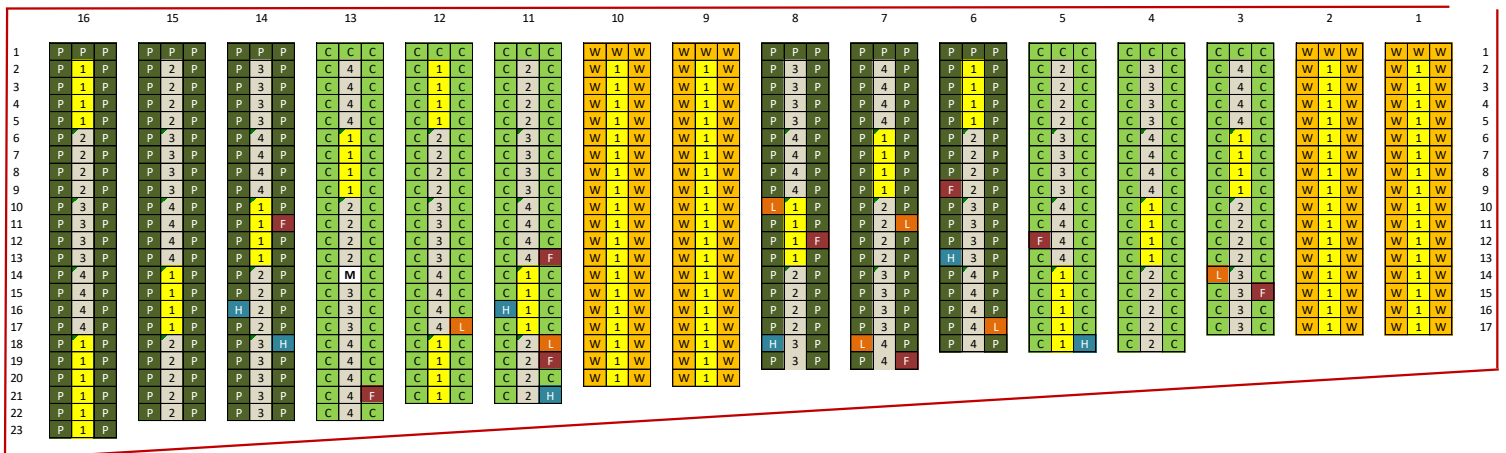 16 15 14 13 12 11 10 9 8 7 6 5 4 3 2 1
1 P P P P P P P P P C C C C C C C C C W W W W W W P P P P P P P P P C C C C C C C C C W W W W W W 1
2 P 1 P P 2 P P 3 P C 4 C C 1 C C 2 C W 1 W W 1 W P 3 P P 4 P P 1 P C 2 C C 3 C C 4 C W 1 W W 1 W 2
3 P 1 P P 2 P P 3 P C 4 C C 1 C C 2 C W 1 W W 1 W P 3 P P 4 P P 1 P C 2 C C 3 C C 4 C W 1 W W 1 W 3
4 P 1 P P 2 P P 3 P C 4 C C 1 C C 2 C W 1 W W 1 W P 3 P P 4 P P 1 P C 2 C C 3 C C 4 C W 1 W W 1 W 4
5 P 1 P P 2 P P 3 P C 4 C C 1 C C 2 C W 1 W W 1 W P 3 P P 4 P P 1 P C 2 C C 3 C C 4 C W 1 W W 1 W 5
6 P 2 P P 3 P P 4 P C 1 C C 2 C C 3 C W 1 W W 1 W P 4 P P 1 P P 2 P C 3 C C 4 C C 1 C W 1 W W 1 W 6
7 P 2 P P 3 P P 4 P C 1 C C 2 C C 3 C W 1 W W 1 W P 4 P P 1 P P 2 P C 3 C C 4 C C 1 C W 1 W W 1 W 7
8 P 2 P P 3 P P 4 P C 1 C C 2 C C 3 C W 1 W W 1 W P 4 P P 1 P P 2 P C 3 C C 4 C C 1 C W 1 W W 1 W 8
9 P 2 P P 3 P P 4 P C 1 C C 2 C C 3 C W 1 W W 1 W P 4 P P 1 P F 2 P C 3 C C 4 C C 1 C W 1 W W 1 W 9
10 P 3 P P 4 P P 1 P C 2 C C 3 C C 4 C W 1 W W 1 W L 1 P P 2 P P 3 P C 4 C C 1 C C 2 C W 1 W W 1 W 10
11 P 3 P P 4 P P 1 F C 2 C C 3 C C 4 C W 1 W W 1 W P 1 P P 2 L P 3 P C 4 C C 1 C C 2 C W 1 W W 1 W 11
12 P 3 P P 4 P P 1 P C 2 C C 3 C C 4 C W 1 W W 1 W P 1 F P 2 P P 3 P F 4 C C 1 C C 2 C W 1 W W 1 W 12
13 P 3 P P 4 P P 1 P C 2 C C 3 C C 4 F W 1 W W 1 W P 1 P P 2 P H 3 P C 4 C C 1 C C 2 C W 1 W W 1 W 13
14 P 4 P P 1 P P 2 P C M C C 4 C C 1 C W 1 W W 1 W P 2 P P 3 P P 4 P C 1 C C 2 C L 3 C W 1 W W 1 W 14
15 P 4 P P 1 P P 2 P C 3 C C 4 C C 1 C W 1 W W 1 W P 2 P P 3 P P 4 P C 1 C C 2 C C 3 F W 1 W W 1 W 15
16 P 4 P P 1 P H 2 P C 3 C C 4 C H 1 C W 1 W W 1 W P 2 P P 3 P P 4 P C 1 C C 2 C C 3 C W 1 W W 1 W 16
17 P 4 P P 1 P P 2 P C 3 C C 4 L C 1 C W 1 W W 1 W P 2 P P 3 P P 4 L C 1 C C 2 C C 3 C W 1 W W 1 W 17
18 P 1 P P 2 P P 3 H C 4 C C 1 C C 2 L W 1 W W 1 W H 3 P L 4 P P 4 P C 1 H C 2 C
19 P 1 P P 2 P P 3 P C 4 C C 1 C C 2 F W 1 W W 1 W P 3 P P 4 F
20 P 1 P P 2 P P 3 P C 4 C C 1 C C 2 C W 1 W W 1 W
21 P 1 P P 2 P P 3 P C 4 F C 1 C C 2 H
22 P 1 P P 2 P P 3 P C 4 C
23 P 1 P